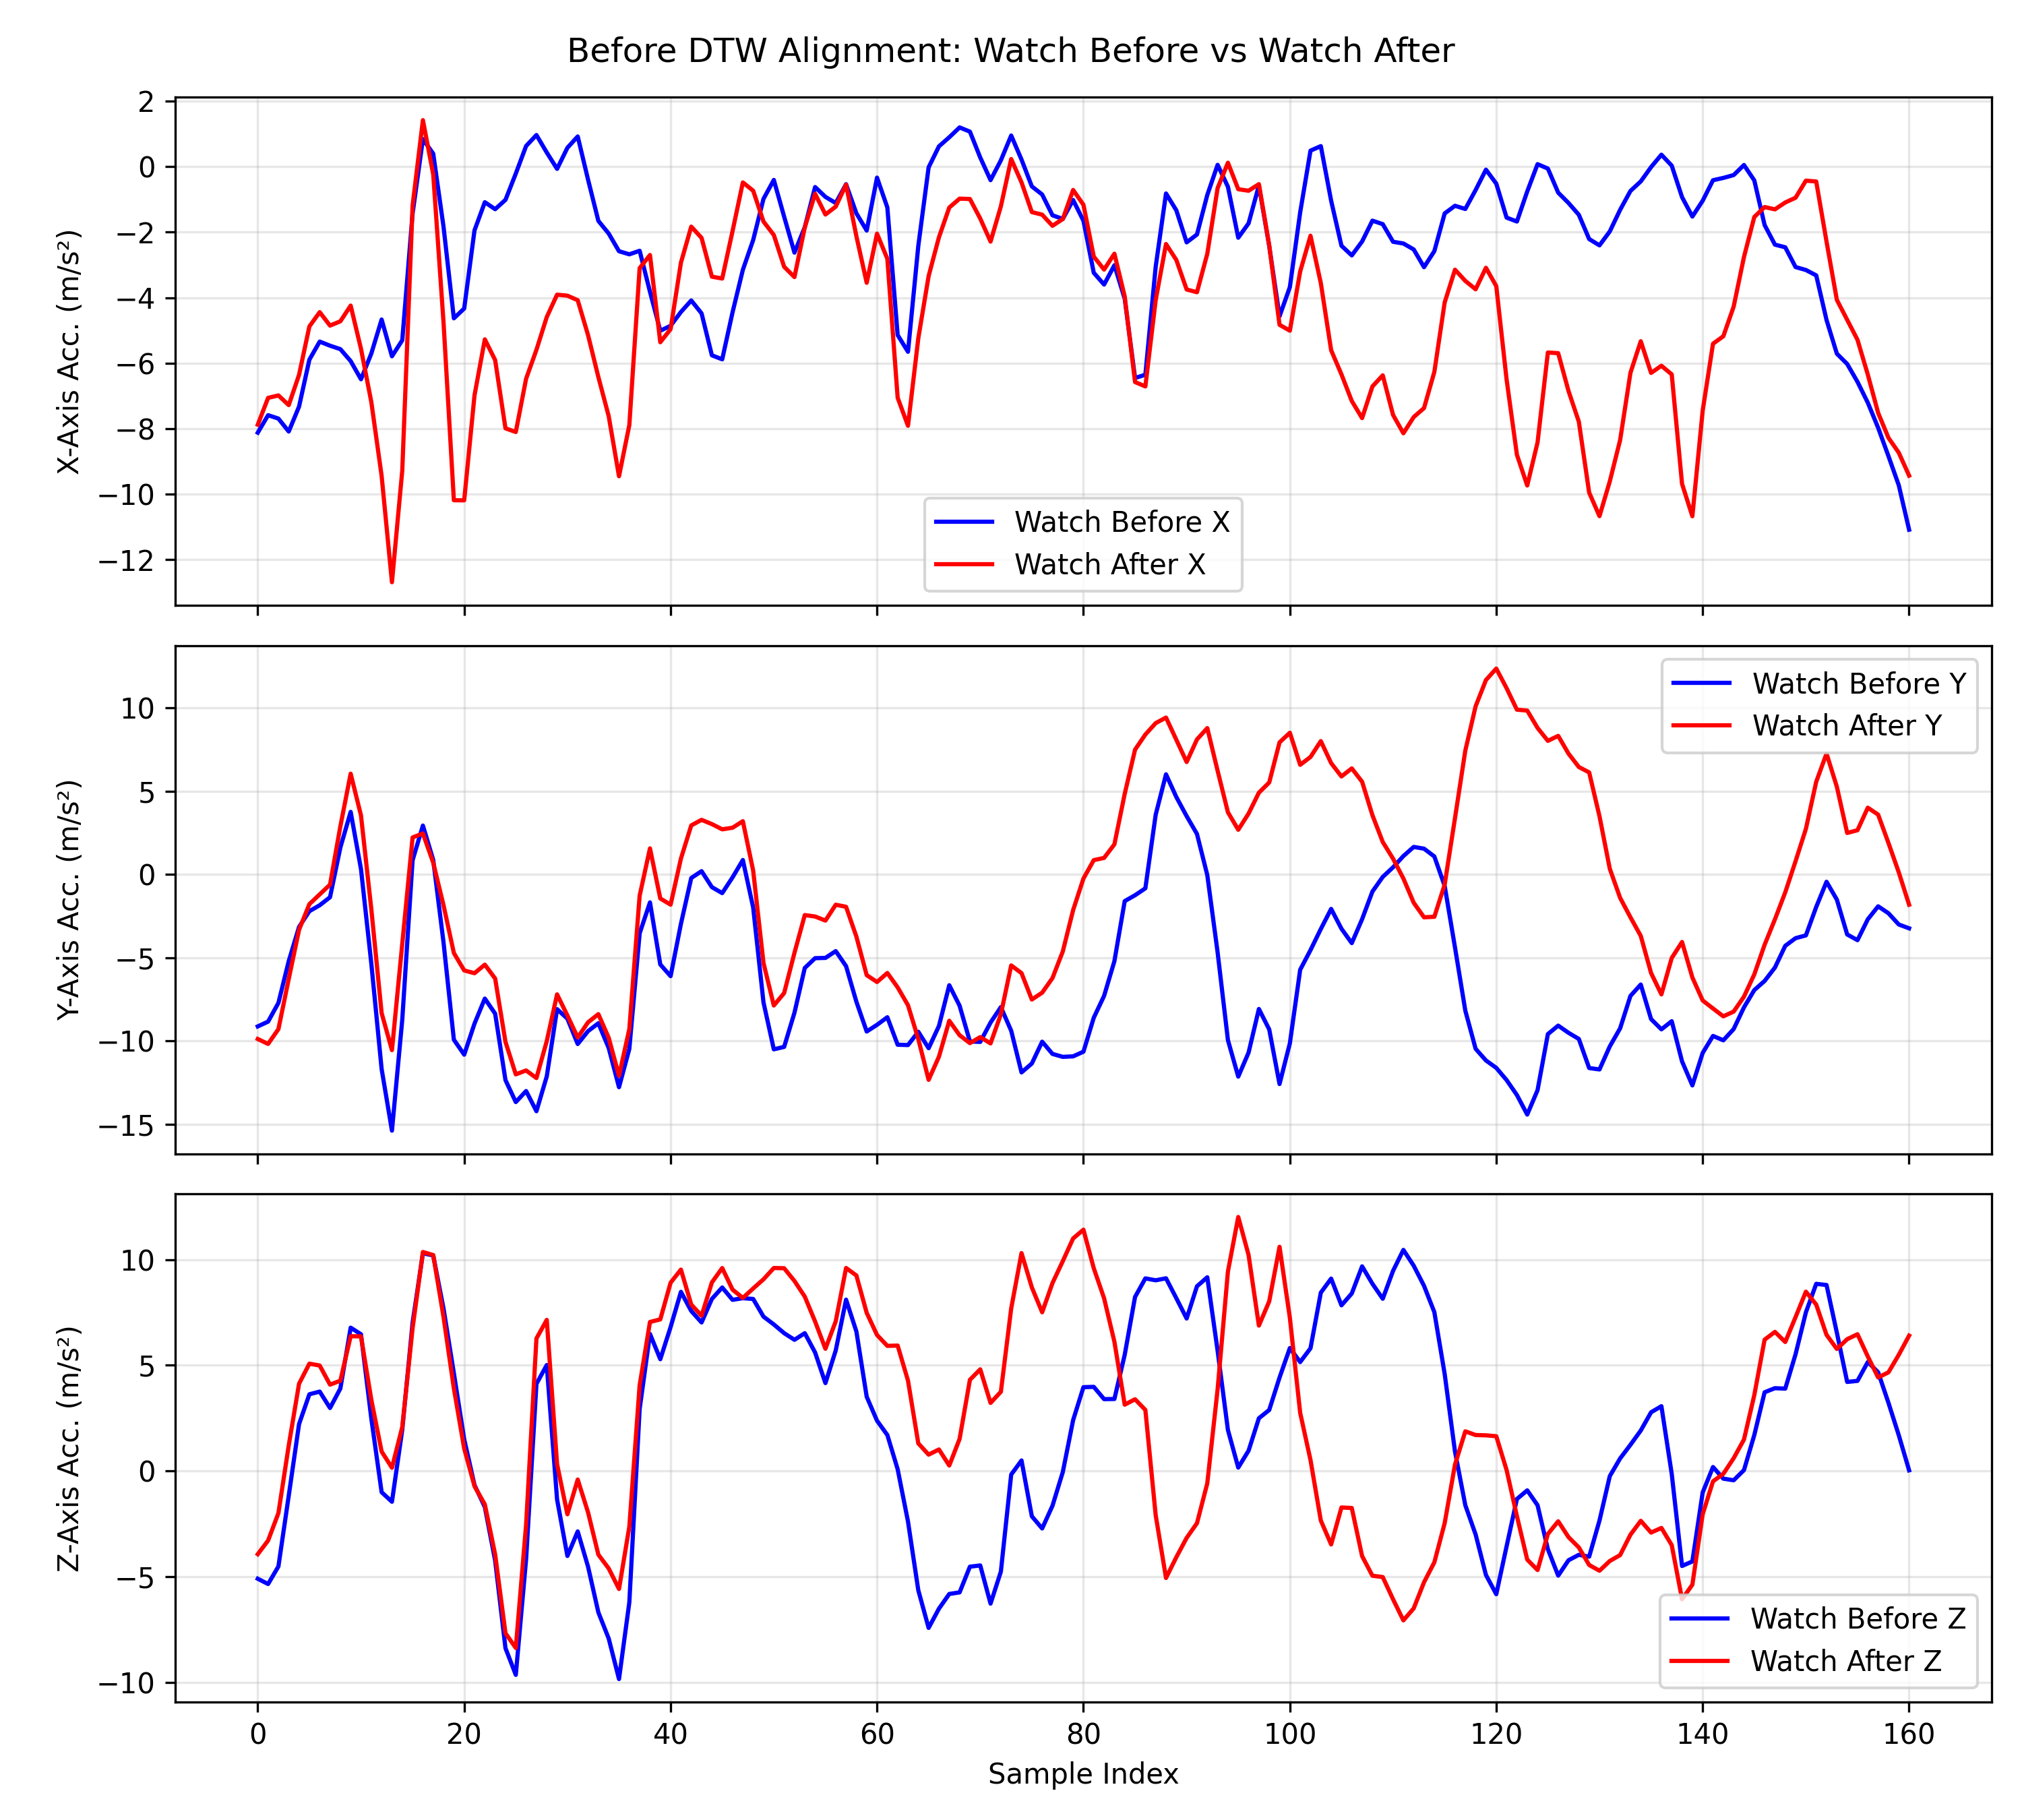 Before DTW Alignment: Watch Before vs Watch After
2
0
−2
−4
−6
−8
−10
−12
X-Axis Acc. (m/s²)
Watch Before X
Watch After X
10
5
0
−5
−10
−15
Y-Axis Acc. (m/s²)
Watch Before Y
Watch After Y
10
5
0
−5
−10
Z-Axis Acc. (m/s²)
Watch Before Z
Watch After Z
0 20 40 60 80 100 120 140 160
Sample Index